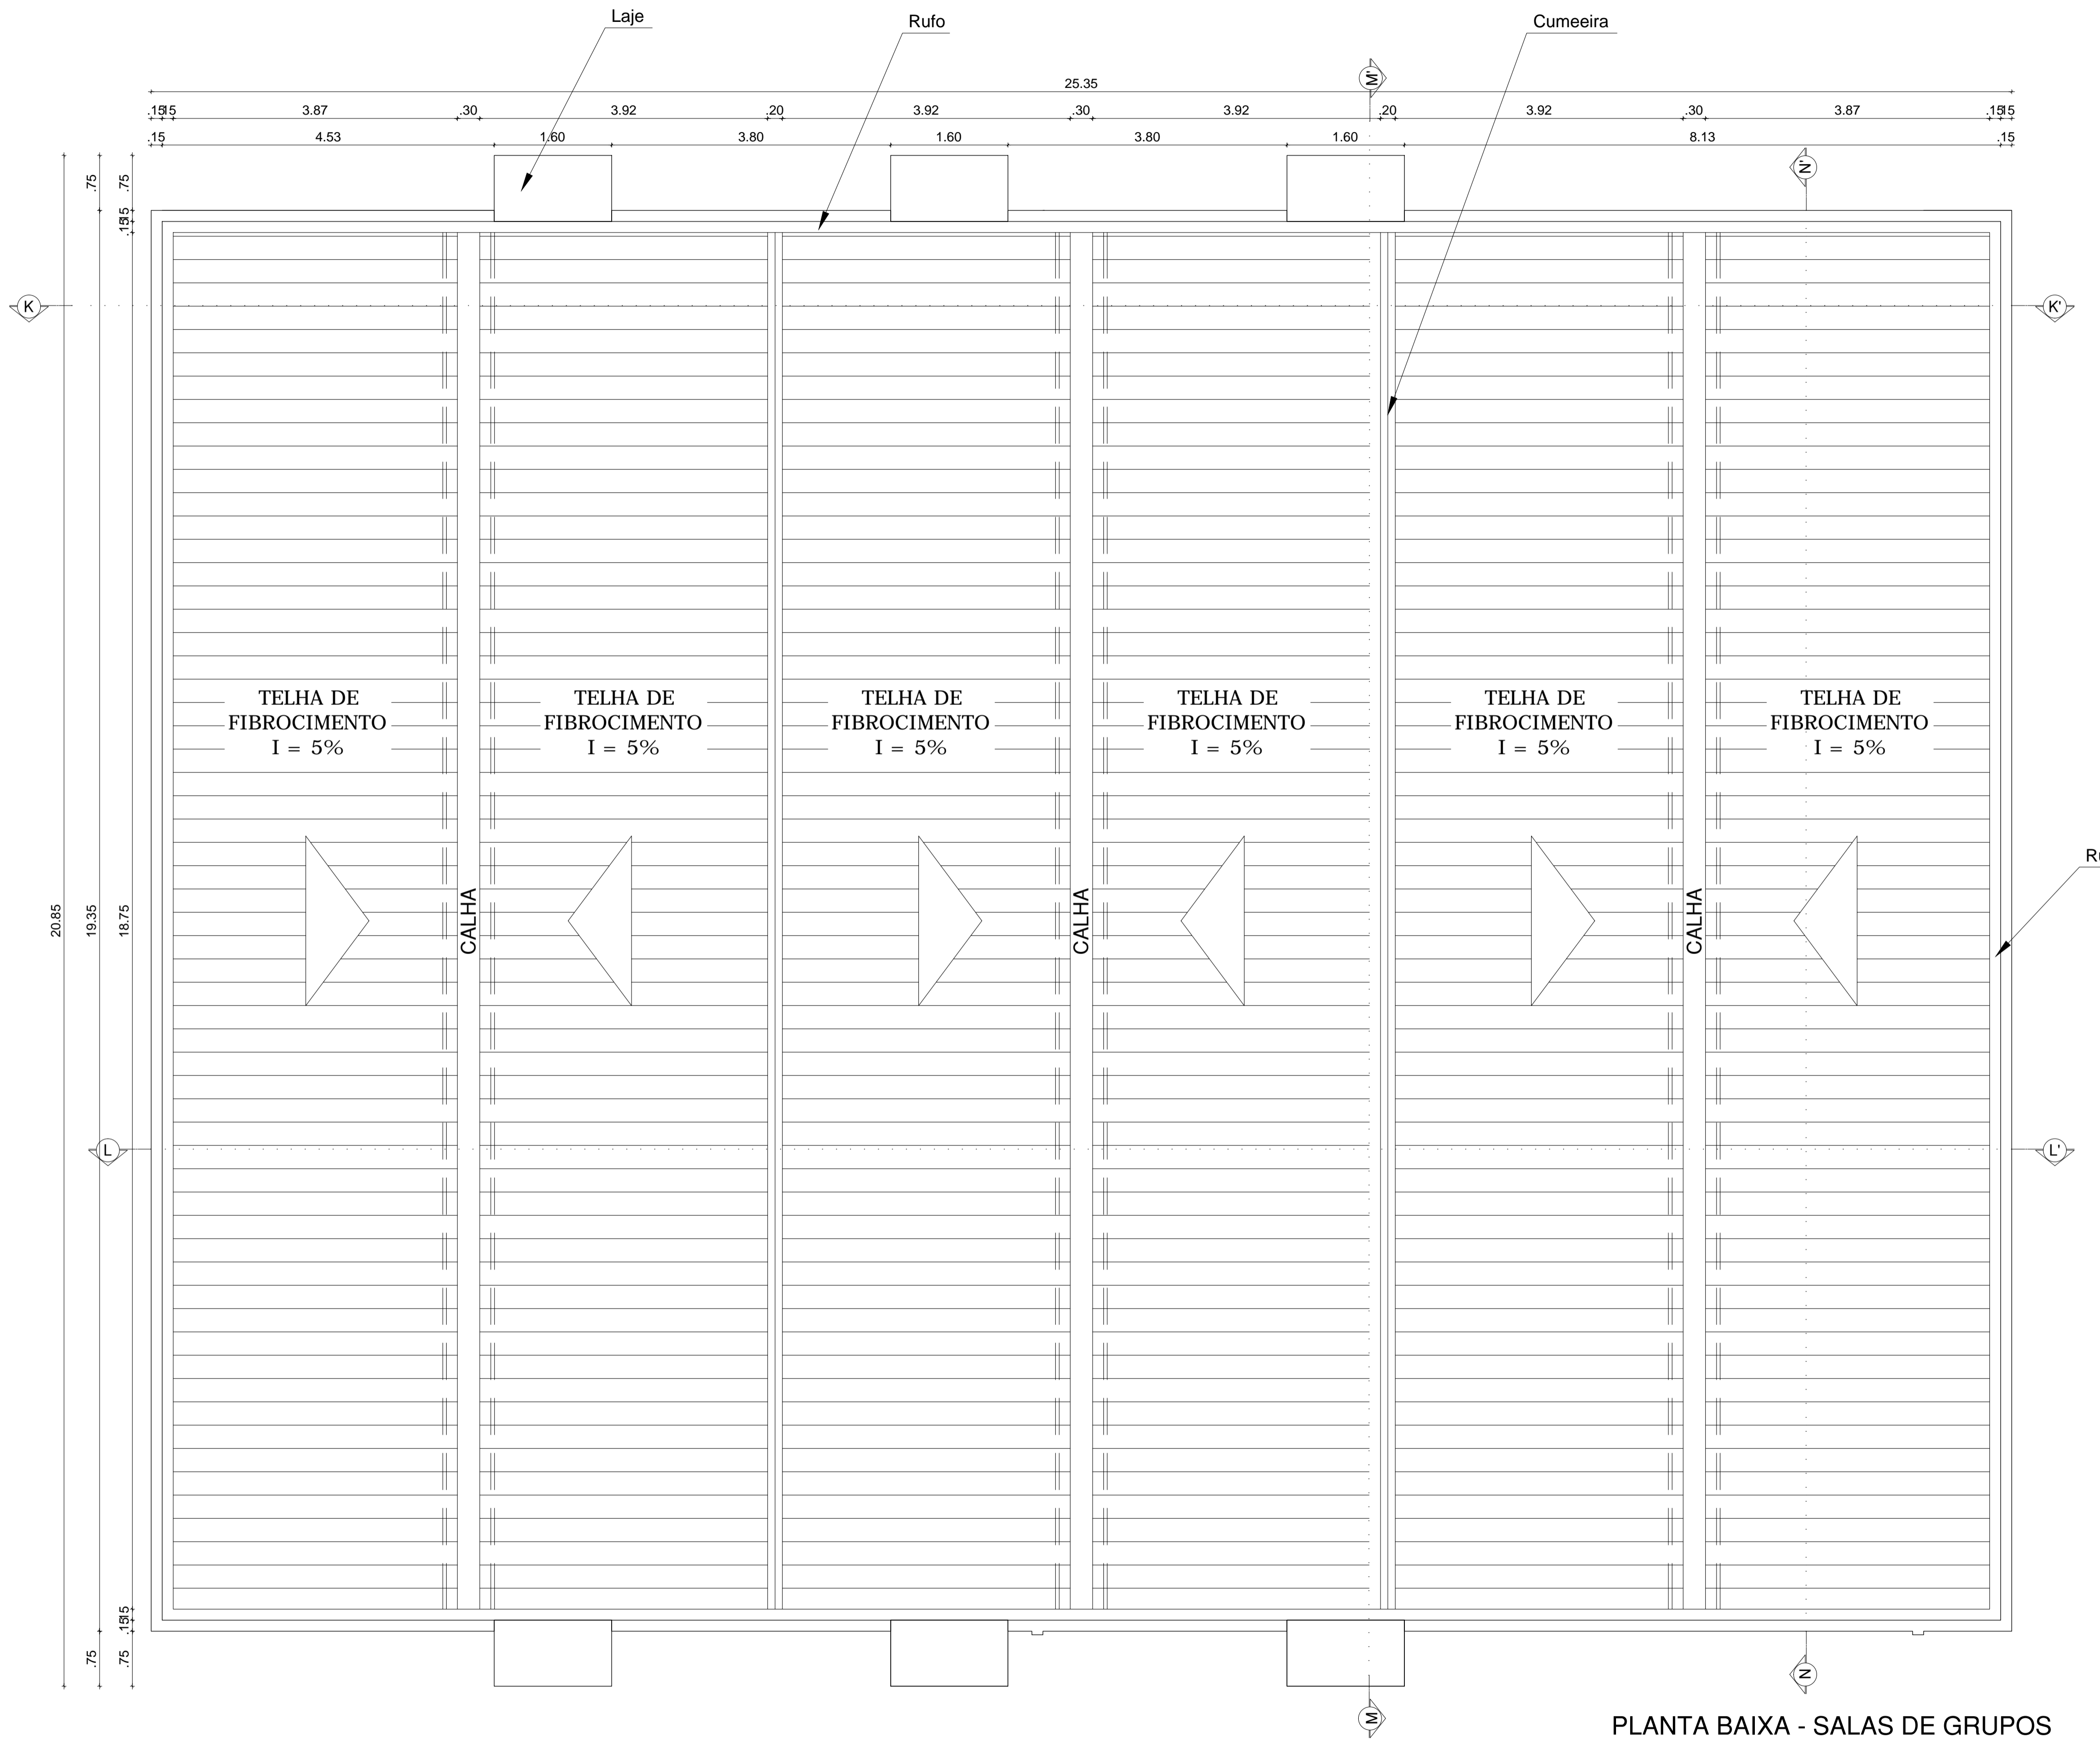 Laje
Rufo
Cumeeira
M'
25.35
.15 .15 3.87 .30 3.92 .20 3.92 .30 3.92 .20 3.92 .30 3.87 .15 .15
.15 4.53 1.60 3.80 1.60 3.80 1.60 8.13 .15
N'
.75 .75
.15 .15
K K'
TELHA DE
FIBROCIMENTO
I = 5%
TELHA DE
FIBROCIMENTO
I = 5%
TELHA DE
FIBROCIMENTO
I = 5%
TELHA DE
FIBROCIMENTO
I = 5%
TELHA DE
FIBROCIMENTO
I = 5%
TELHA DE
FIBROCIMENTO
I = 5%
20.85
19.35
18.75
CALHA
CALHA
CALHA
L L'
.15 .15
.75 .75
N
M
PLANTA BAIXA - SALAS DE GRUPOS